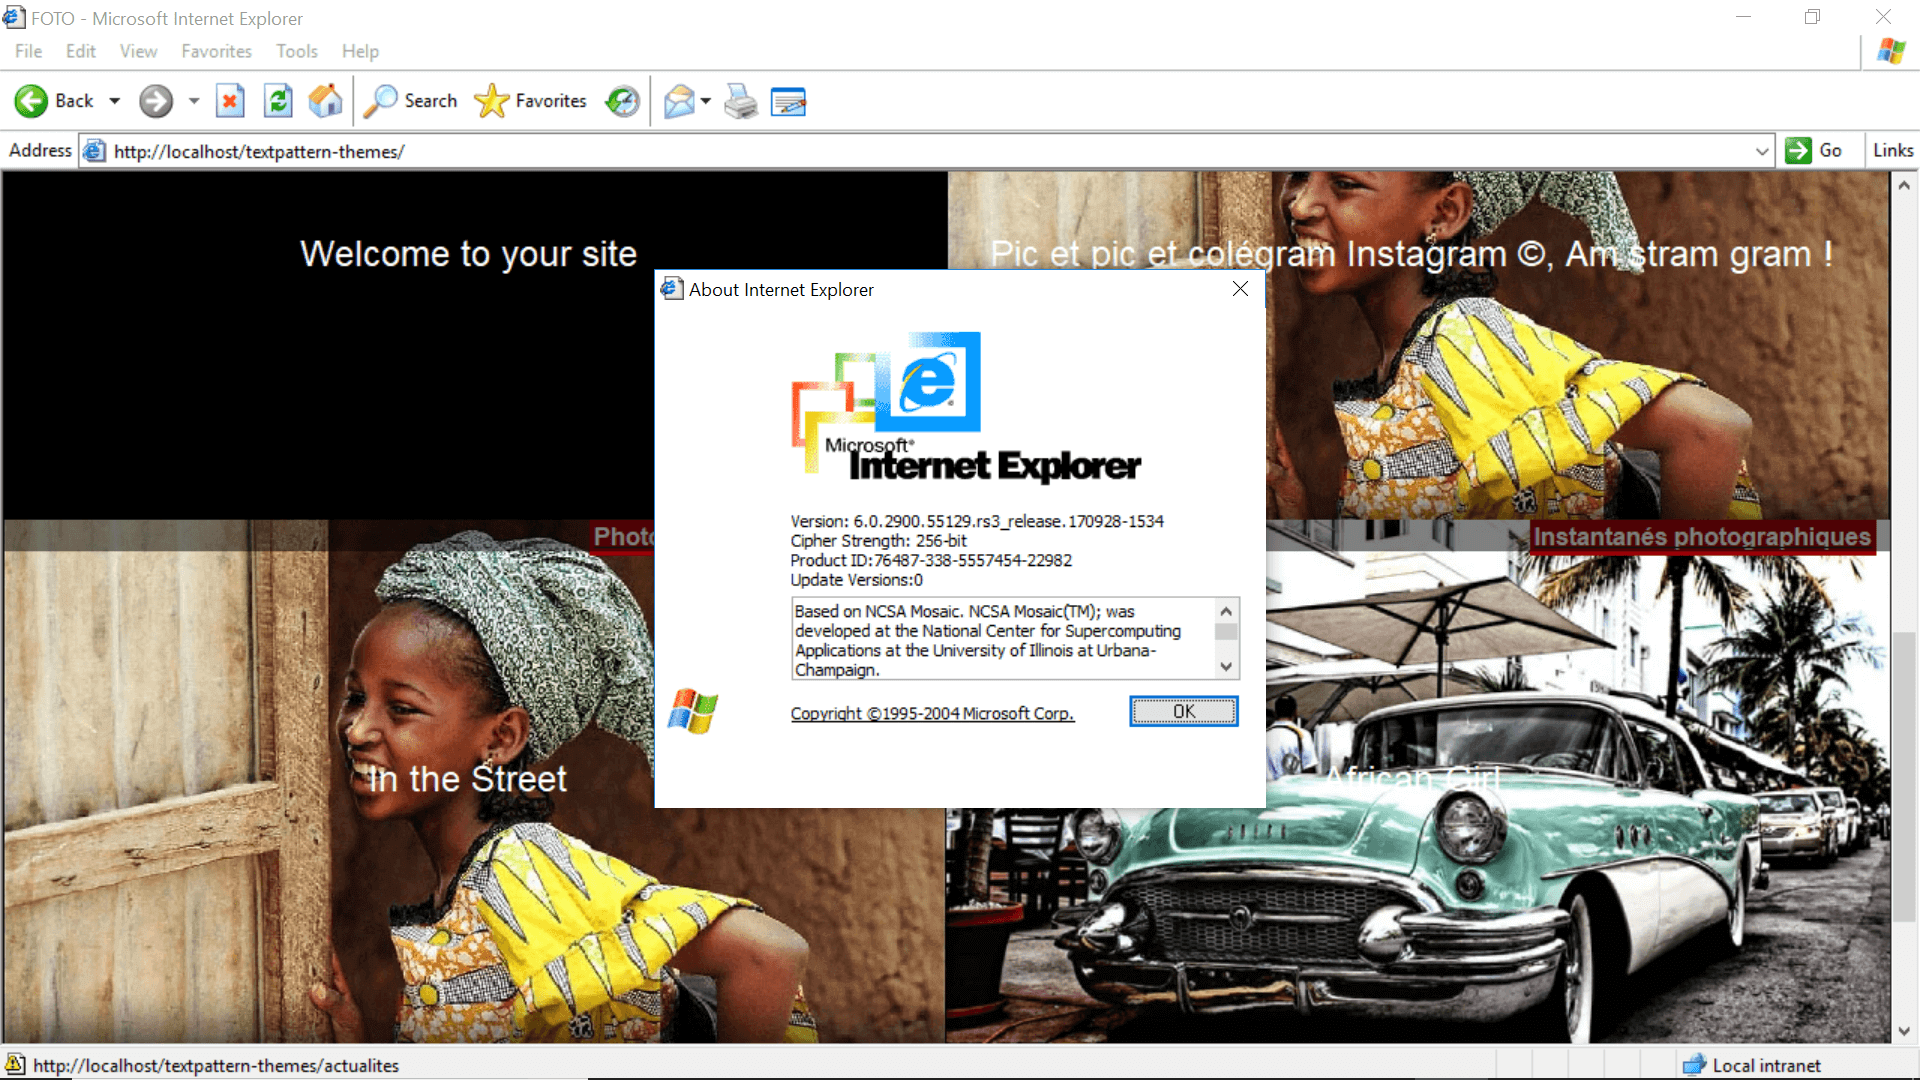 FOTO - Microsoft Internet Explorer
File Edit View Favorites Tools Help
Back Search Favorites
Address http://localhost/textpattern-themes/ Go Links
Welcome to your site
Pic et pic et colégram Instagram ©, Am stram gram !
About Internet Explorer
Microsoft®
Internet Explorer
Version: 6.0.2900.55129.rs3_release.170928-1534
Cipher Strength: 256-bit
Product ID:76487-338-5557454-22982
Update Versions:0
Based on NCSA Mosaic. NCSA Mosaic(TM); was
developed at the National Center for Supercomputing
Applications at the University of Illinois at Urbana-
Champaign.
Copyright ©1995-2004 Microsoft Corp.
OK
Instantanés photographiques
In the Street
African Girl
BUICK
http://localhost/textpattern-themes/actualites
Local intranet